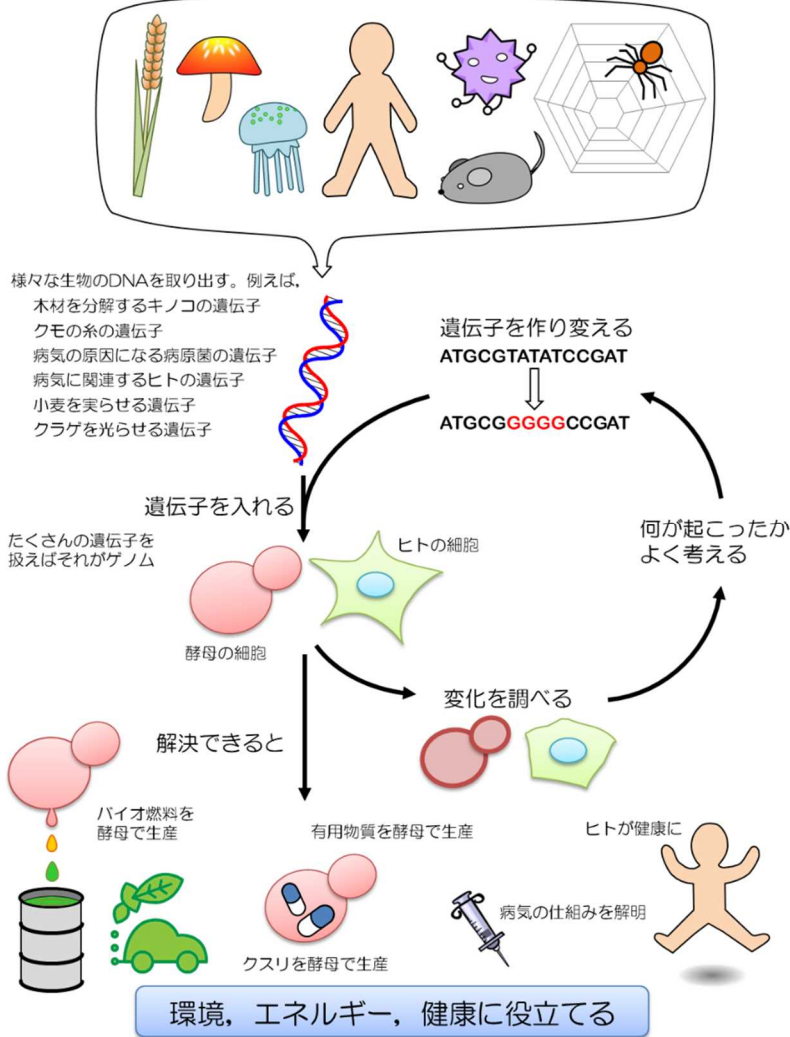 様々な生物のDNAを取り出す。例えば,
木材を分解するキノコの遺伝子
クモの糸の遺伝子
病気の原因になる病原菌の遺伝子
病気に関連するヒトの遺伝子
小麦を実らせる遺伝子
クラゲを光らせる遺伝子
遺伝子を作り変える
ATGCGTATATCCGAT
ATGCGGGGGCCGAT
遺伝子を入れる
たくさんの遺伝子を
扱えばそれがゲノム
ヒトの細胞
酵母の細胞
何が起こったか
よく考える
変化を調べる
解決できると
バイオ燃料を
酵母で生産
有用物質を酵母で生産
クスリを酵母で生産
病気の仕組みを解明
ヒトが健康に
環境，エネルギー，健康に役立てる